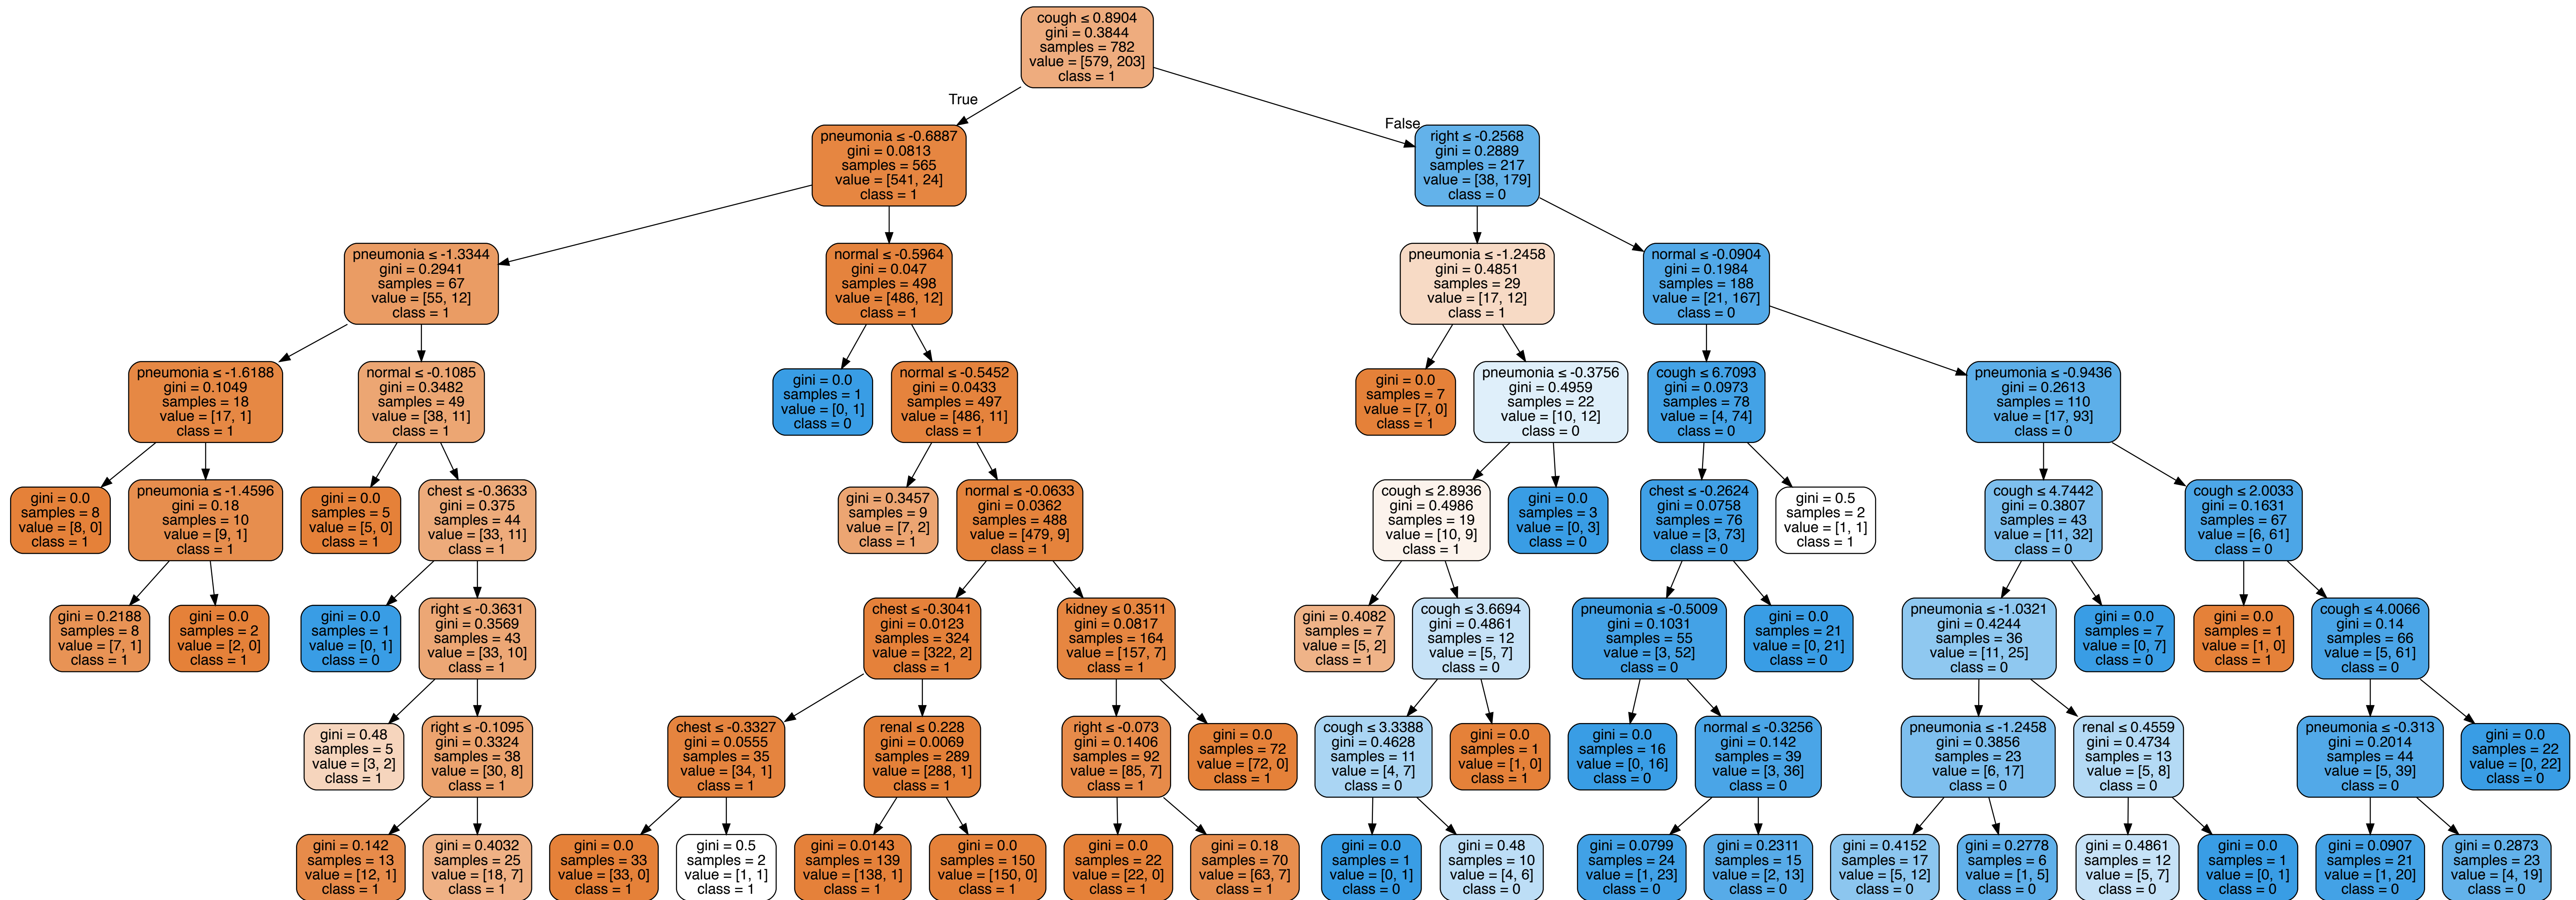 cough ≤ 0.8904
gini = 0.3844
samples = 782
value = [579, 203]
class = 1
True
False
pneumonia ≤ -0.6887
gini = 0.0813
samples = 565
value = [541, 24]
class = 1
right ≤ -0.2568
gini = 0.2889
samples = 217
value = [38, 179]
class = 0
pneumonia ≤ -1.3344
gini = 0.2941
samples = 67
value = [55, 12]
class = 1
normal ≤ -0.5964
gini = 0.047
samples = 498
value = [486, 12]
class = 1
pneumonia ≤ -1.2458
gini = 0.4851
samples = 29
value = [17, 12]
class = 1
normal ≤ -0.0904
gini = 0.1984
samples = 188
value = [21, 167]
class = 0
pneumonia ≤ -1.6188
gini = 0.1049
samples = 18
value = [17, 1]
class = 1
normal ≤ -0.1085
gini = 0.3482
samples = 49
value = [38, 11]
class = 1
gini = 0.0
samples = 1
value = [0, 1]
class = 0
normal ≤ -0.5452
gini = 0.0433
samples = 497
value = [486, 11]
class = 1
gini = 0.0
samples = 7
value = [7, 0]
class = 1
pneumonia ≤ -0.3756
gini = 0.4959
samples = 22
value = [10, 12]
class = 0
cough ≤ 6.7093
gini = 0.0973
samples = 78
value = [4, 74]
class = 0
pneumonia ≤ -0.9436
gini = 0.2613
samples = 110
value = [17, 93]
class = 0
gini = 0.0
samples = 8
value = [8, 0]
class = 1
pneumonia ≤ -1.4596
gini = 0.18
samples = 10
value = [9, 1]
class = 1
gini = 0.0
samples = 5
value = [5, 0]
class = 1
chest ≤ -0.3633
gini = 0.375
samples = 44
value = [33, 11]
class = 1
gini = 0.3457
samples = 9
value = [7, 2]
class = 1
normal ≤ -0.0633
gini = 0.0362
samples = 488
value = [479, 9]
class = 1
cough ≤ 2.8936
gini = 0.4986
samples = 19
value = [10, 9]
class = 1
gini = 0.0
samples = 3
value = [0, 3]
class = 0
chest ≤ -0.2624
gini = 0.0758
samples = 76
value = [3, 73]
class = 0
gini = 0.5
samples = 2
value = [1, 1]
class = 1
cough ≤ 4.7442
gini = 0.3807
samples = 43
value = [11, 32]
class = 0
cough ≤ 2.0033
gini = 0.1631
samples = 67
value = [6, 61]
class = 0
gini = 0.2188
samples = 8
value = [7, 1]
class = 1
gini = 0.0
samples = 2
value = [2, 0]
class = 1
gini = 0.0
samples = 1
value = [0, 1]
class = 0
right ≤ -0.3631
gini = 0.3569
samples = 43
value = [33, 10]
class = 1
chest ≤ -0.3041
gini = 0.0123
samples = 324
value = [322, 2]
class = 1
kidney ≤ 0.3511
gini = 0.0817
samples = 164
value = [157, 7]
class = 1
gini = 0.4082
samples = 7
value = [5, 2]
class = 1
cough ≤ 3.6694
gini = 0.4861
samples = 12
value = [5, 7]
class = 0
pneumonia ≤ -0.5009
gini = 0.1031
samples = 55
value = [3, 52]
class = 0
gini = 0.0
samples = 21
value = [0, 21]
class = 0
pneumonia ≤ -1.0321
gini = 0.4244
samples = 36
value = [11, 25]
class = 0
gini = 0.0
samples = 7
value = [0, 7]
class = 0
gini = 0.0
samples = 1
value = [1, 0]
class = 1
cough ≤ 4.0066
gini = 0.14
samples = 66
value = [5, 61]
class = 0
gini = 0.48
samples = 5
value = [3, 2]
class = 1
right ≤ -0.1095
gini = 0.3324
samples = 38
value = [30, 8]
class = 1
chest ≤ -0.3327
gini = 0.0555
samples = 35
value = [34, 1]
class = 1
renal ≤ 0.228
gini = 0.0069
samples = 289
value = [288, 1]
class = 1
right ≤ -0.073
gini = 0.1406
samples = 92
value = [85, 7]
class = 1
gini = 0.0
samples = 72
value = [72, 0]
class = 1
cough ≤ 3.3388
gini = 0.4628
samples = 11
value = [4, 7]
class = 0
gini = 0.0
samples = 1
value = [1, 0]
class = 1
gini = 0.0
samples = 16
value = [0, 16]
class = 0
normal ≤ -0.3256
gini = 0.142
samples = 39
value = [3, 36]
class = 0
pneumonia ≤ -1.2458
gini = 0.3856
samples = 23
value = [6, 17]
class = 0
renal ≤ 0.4559
gini = 0.4734
samples = 13
value = [5, 8]
class = 0
pneumonia ≤ -0.313
gini = 0.2014
samples = 44
value = [5, 39]
class = 0
gini = 0.0
samples = 22
value = [0, 22]
class = 0
gini = 0.142
samples = 13
value = [12, 1]
class = 1
gini = 0.4032
samples = 25
value = [18, 7]
class = 1
gini = 0.0
samples = 33
value = [33, 0]
class = 1
gini = 0.5
samples = 2
value = [1, 1]
class = 1
gini = 0.0143
samples = 139
value = [138, 1]
class = 1
gini = 0.0
samples = 150
value = [150, 0]
class = 1
gini = 0.0
samples = 22
value = [22, 0]
class = 1
gini = 0.18
samples = 70
value = [63, 7]
class = 1
gini = 0.0
samples = 1
value = [0, 1]
class = 0
gini = 0.48
samples = 10
value = [4, 6]
class = 0
gini = 0.0799
samples = 24
value = [1, 23]
class = 0
gini = 0.2311
samples = 15
value = [2, 13]
class = 0
gini = 0.4152
samples = 17
value = [5, 12]
class = 0
gini = 0.2778
samples = 6
value = [1, 5]
class = 0
gini = 0.4861
samples = 12
value = [5, 7]
class = 0
gini = 0.0
samples = 1
value = [0, 1]
class = 0
gini = 0.0907
samples = 21
value = [1, 20]
class = 0
gini = 0.2873
samples = 23
value = [4, 19]
class = 0